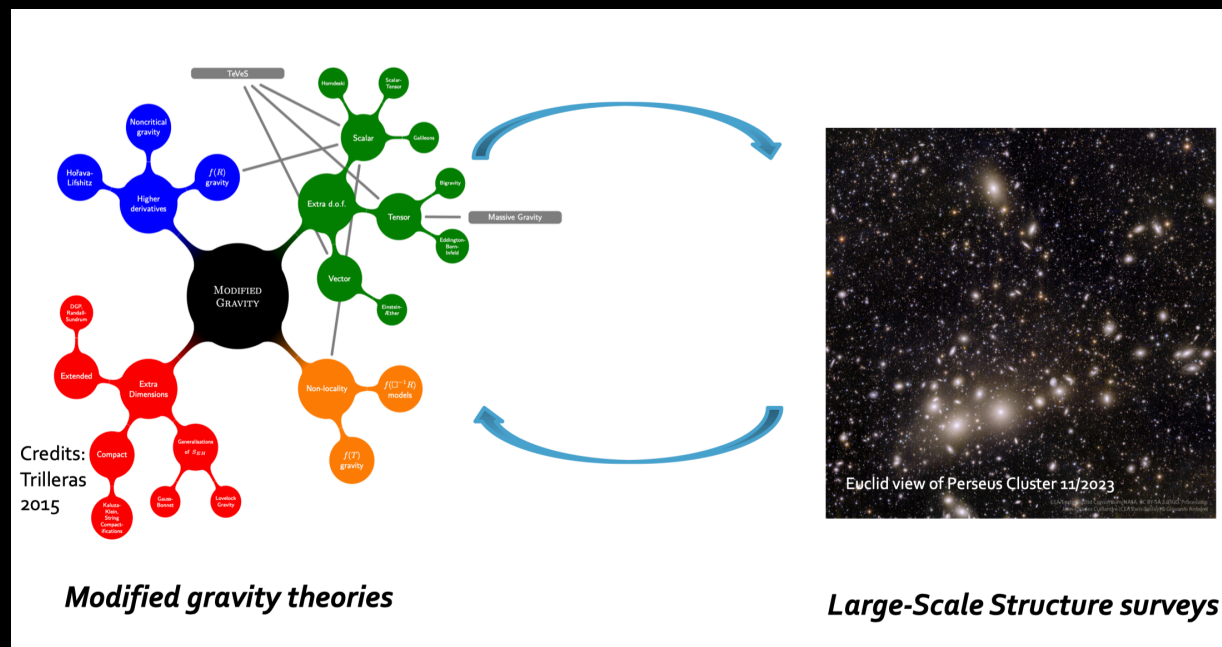 TeVeS
Horndeski
Scalar-
Tensor
Scalar
Galileons
Noncritical
gravity
Hořava-
Lifshitz
f(R)
gravity
Higher
derivatives
Extra d.o.f.
Bigravity
Tensor
Massive Gravity
Eddington-
Born-
Infeld
Vector
Einstein-
Æther
MODIFIED
GRAVITY
DGP,
Randall-
Sundrum
Extended
Extra
Dimensions
Non-locality
f(□⁻¹R)
models
f(T)
gravity
Compact
Generalisations
of S_EH
Gauss-
Bonnet
Lovelock
Gravity
Kaluza-
Klein,
String
Compact-
ifications
Credits:
Trilleras
2015
Euclid view of Perseus Cluster 11/2023
Modified gravity theories
Large-Scale Structure surveys